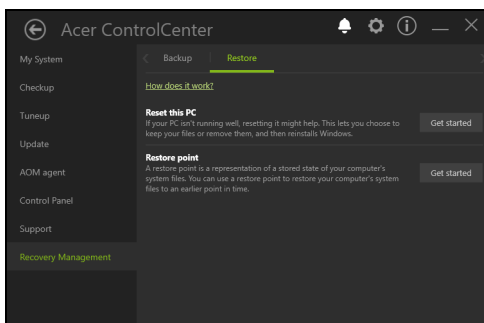 Acer ControlCenter
My System
Checkup
Tuneup
Update
AOM agent
Control Panel
Support
Recovery Management
Backup
Restore
How does it work?
Reset this PC
If your PC isn't running well, resetting it might help. This lets you choose to
keep your files or remove them, and then reinstalls Windows.
Get started
Restore point
A restore point is a representation of a stored state of your computer's
system files. You can use a restore point to restore your computer's system
files to an earlier point in time.
Get started